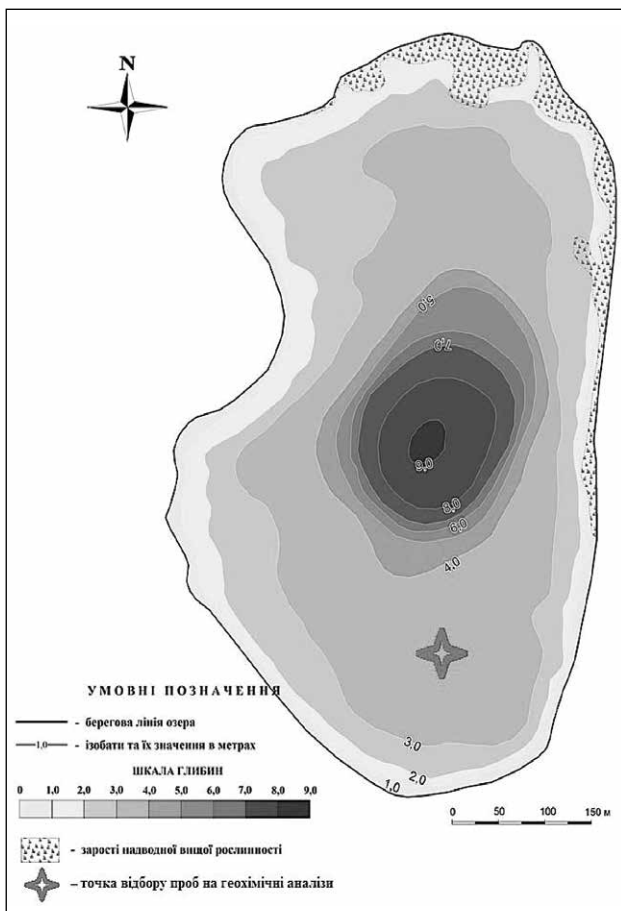 N
5,0
7,0
9,0
8,0
6,0
4,0
3,0
2,0
1,0
УМОВНІ ПОЗНАЧЕННЯ
- берегова лінія озера
1,0 - ізобати та їх значення в метрах
ШКАЛА ГЛИБИН
0 1,0 2,0 3,0 4,0 5,0 6,0 7,0 8,0 9,0
0 50 100 150 м
- зарості надводної вищої рослинності
– точка відбору проб на геохімічні аналізи